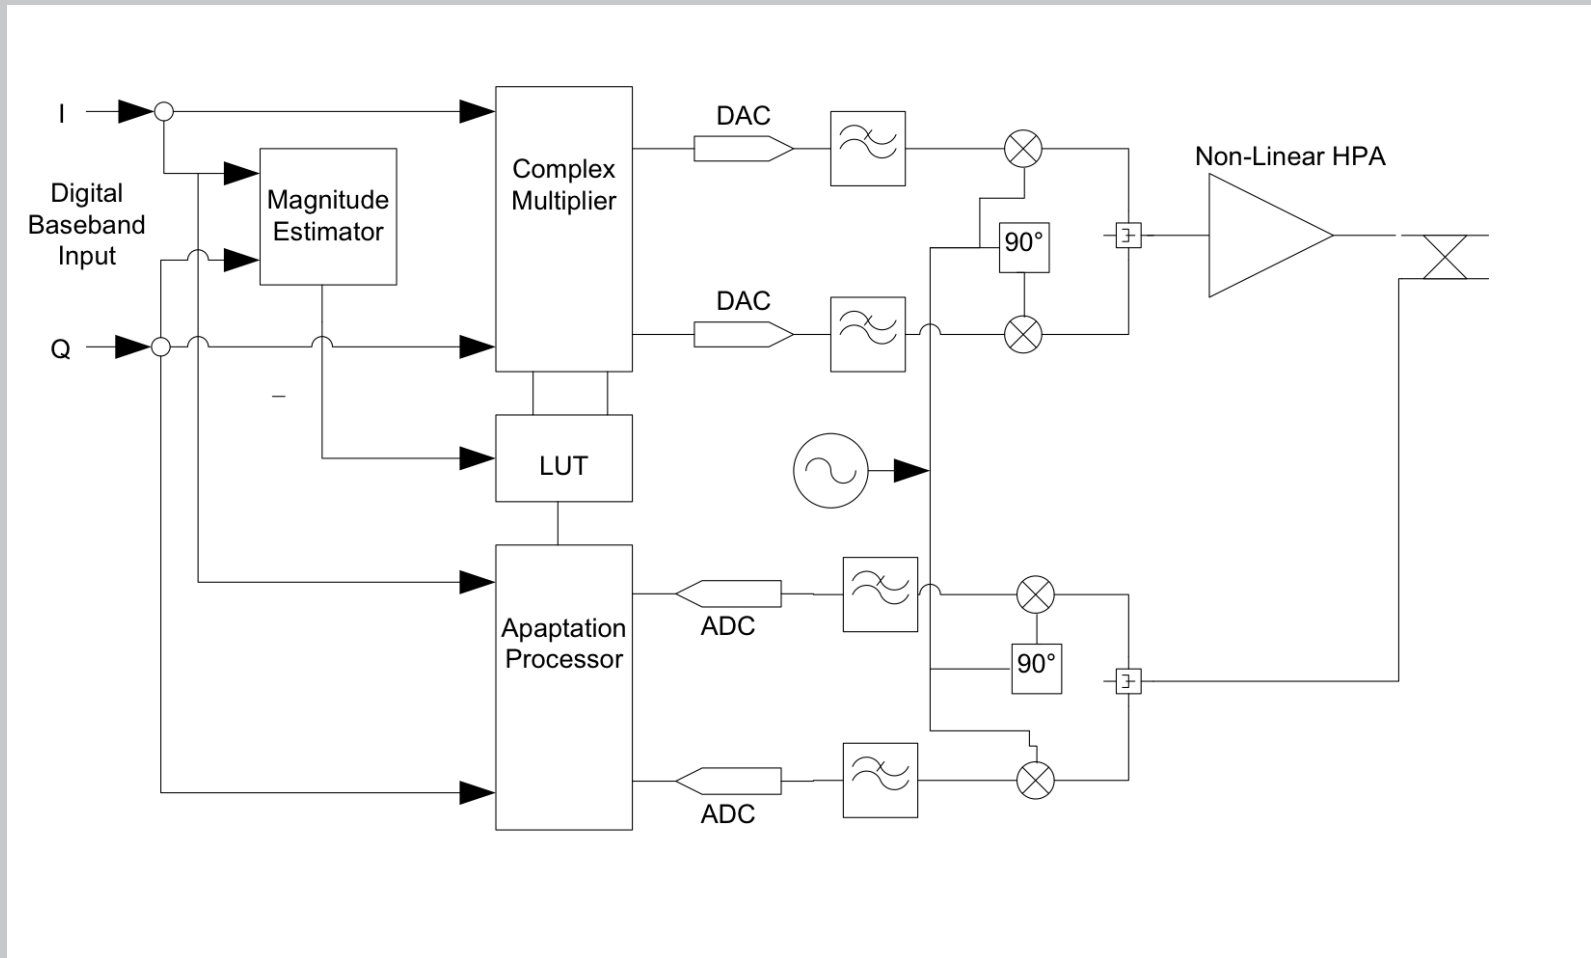 I
DAC
Complex
Multiplier
Non-Linear HPA
Digital
Baseband
Input
Magnitude
Estimator
90°
DAC
Q
LUT
Apaptation
Processor
ADC
90°
ADC